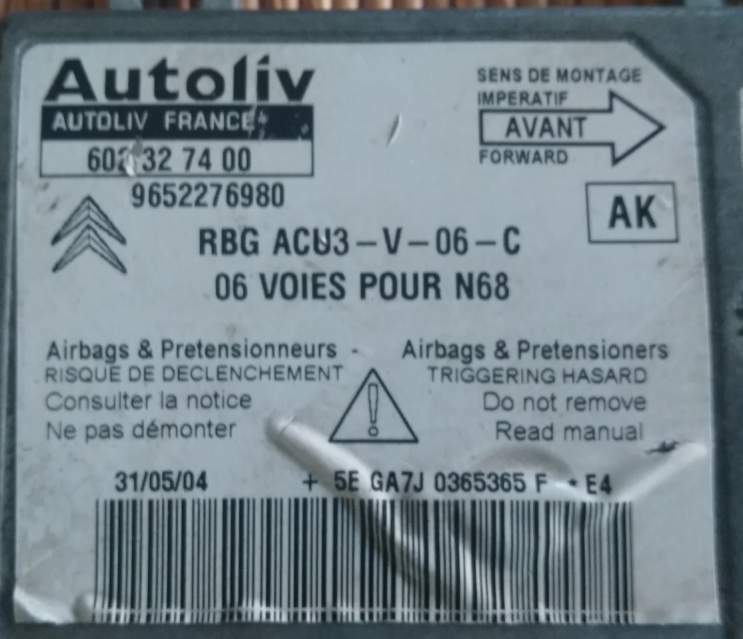 Autoliv
AUTOLIV FRANCE
327400
9652276980
SENS DE MONTAGE
IMPERATIF
AVANT
FORWARD
AK
RBG ACU3-V-06-C
06 VOIES POUR N68
Airbags & Pretensionneurs -
RISQUE DE DECLENCHEMENT
Consulter la notice
Ne pas démonter
Airbags & Pretensioners
TRIGGERING HASARD
Do not remove
Read manual
31/05/04 + 5E GA7J 0365365 F * E4